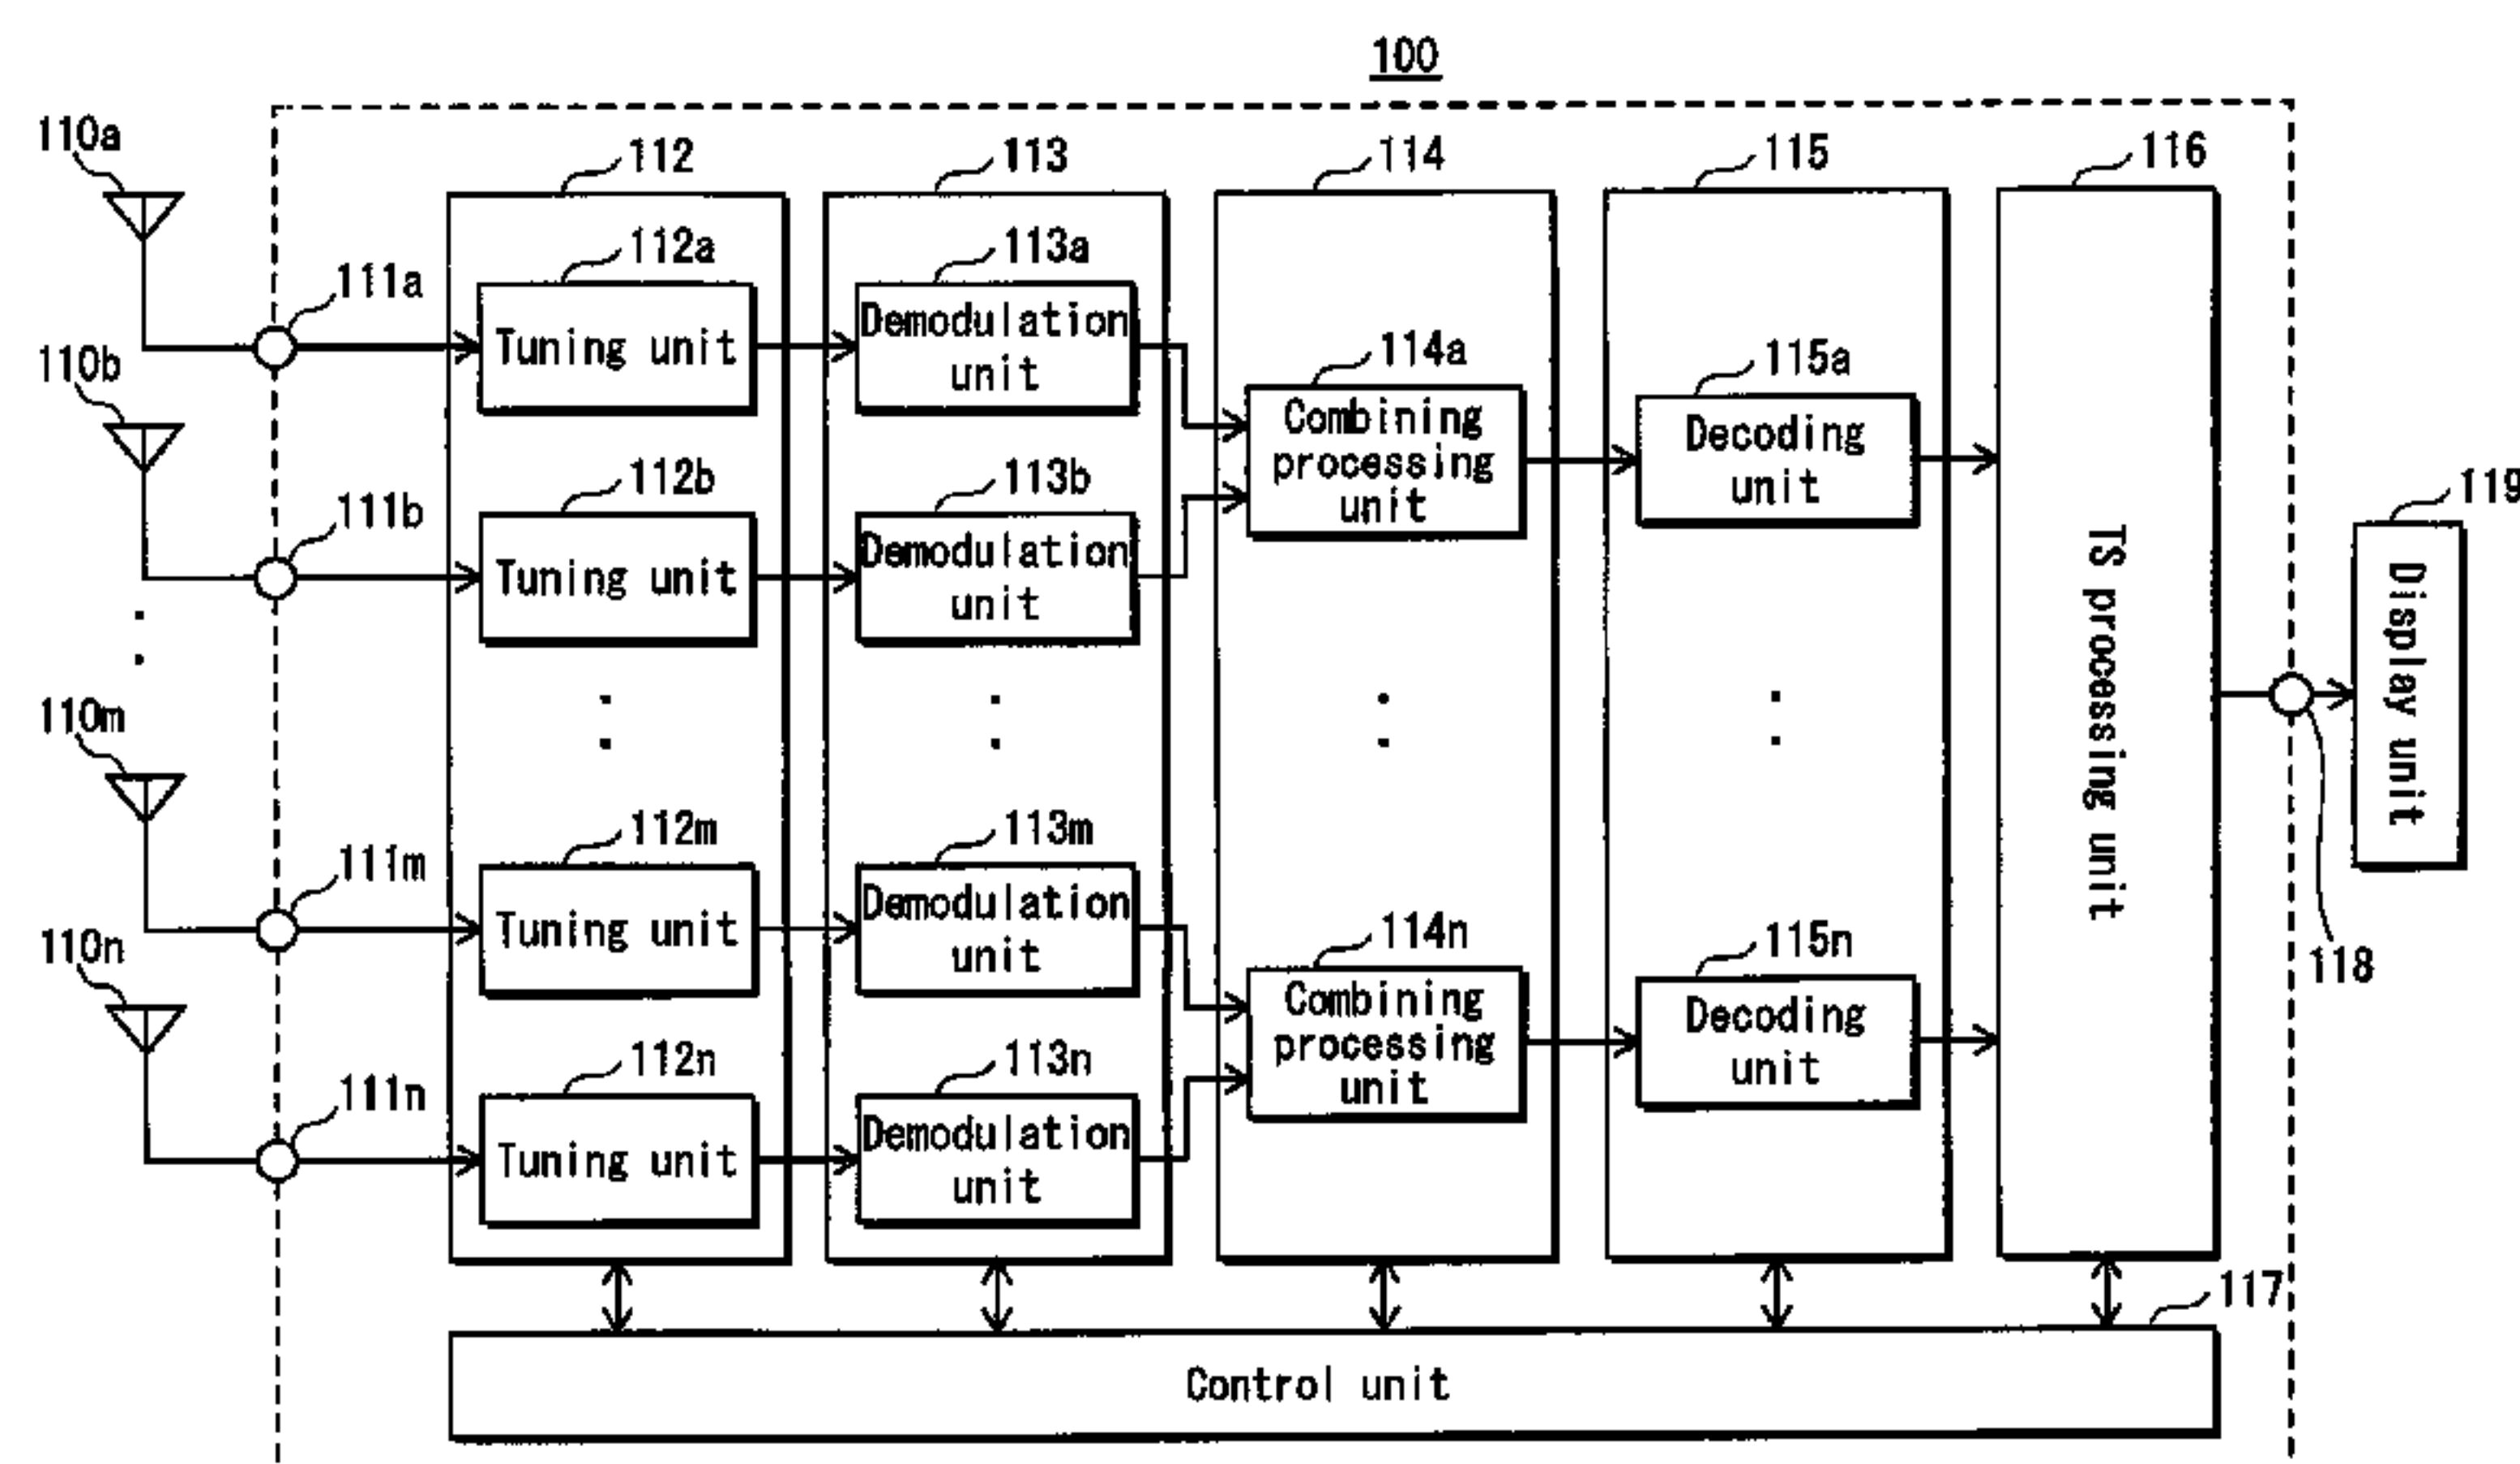 100
110a
112
113
114
115
116
112a
113a
111a
Tuning unit
Demodulation
unit
114a
115a
110b
Combining
processing
unit
Decoding
unit
112b
113b
111b
Tuning unit
Demodulation
unit
119
TS processing unit
Display unit
110m
112m
113m
111m
Tuning unit
Demodulation
unit
114n
115n
110n
118
Combining
processing
unit
Decoding
unit
112n
113n
111n
Tuning unit
Demodulation
unit
117
Control unit